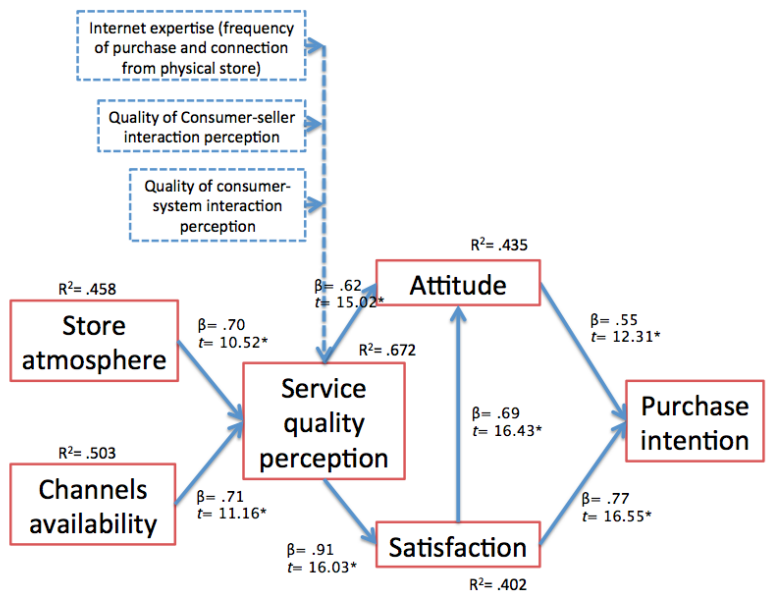 Internet expertise (frequency
of purchase and connection
from physical store)
Quality of Consumer-seller
interaction perception
Quality of consumer-
system interaction
perception
R²= .435
β= .62
t= 15.02*
Attitude
R²= .458
Store
atmosphere
β= .70
t= 10.52*
β= .55
t= 12.31*
R²= .672
Service
quality
perception
Purchase
intention
β= .69
t= 16.43*
R²= .503
Channels
availability
β= .71
t= 11.16*
β= .77
t= 16.55*
β= .91
t= 16.03*
Satisfaction
R²= .402